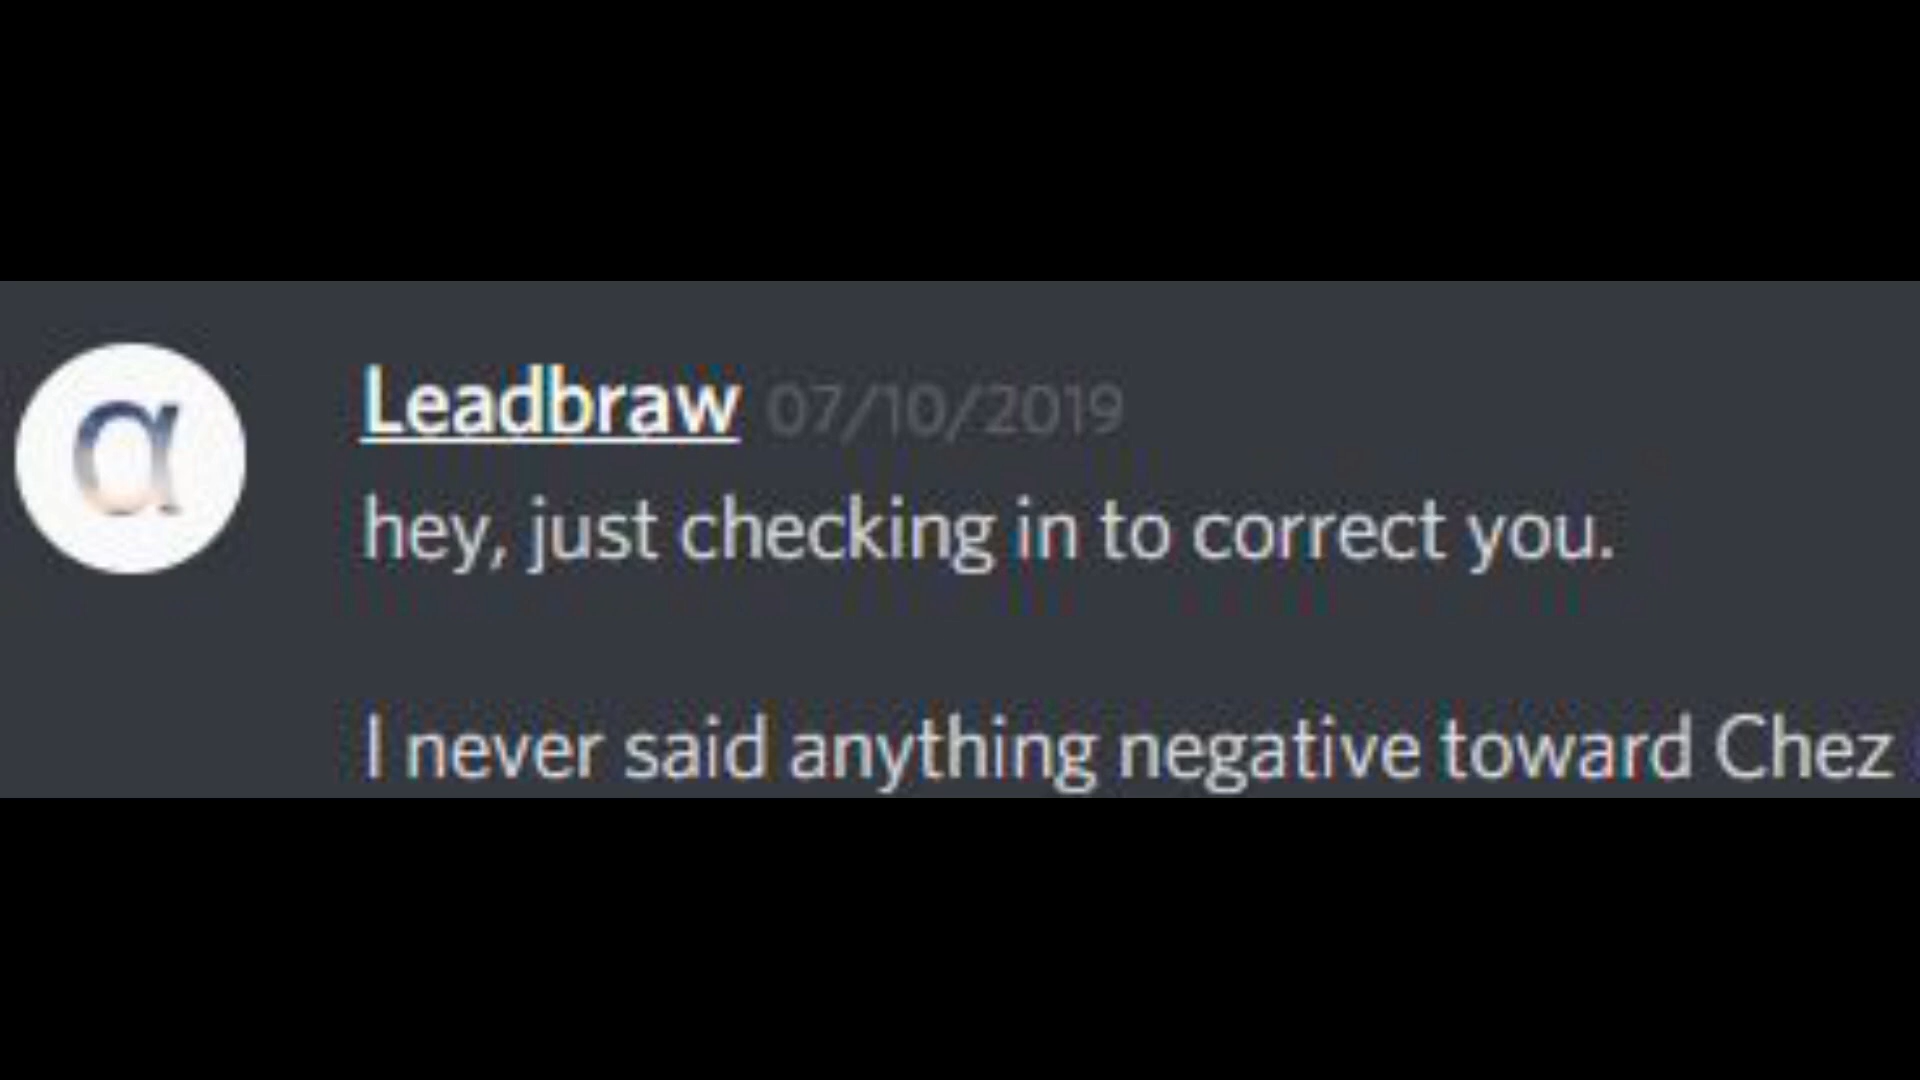 α
Leadbraw 07/10/2019
hey, just checking in to correct you.
I never said anything negative toward Chez